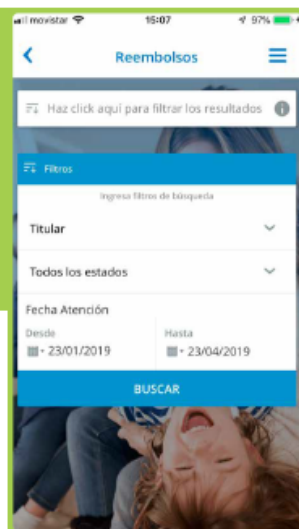 movistar 15:07 97%
Reembolsos
Haz click aquí para filtrar los resultados
Filtros
Ingresa filtros de búsqueda
Titular
Todos los estados
Fecha Atención
Desde Hasta
23/01/2019 23/04/2019
BUSCAR